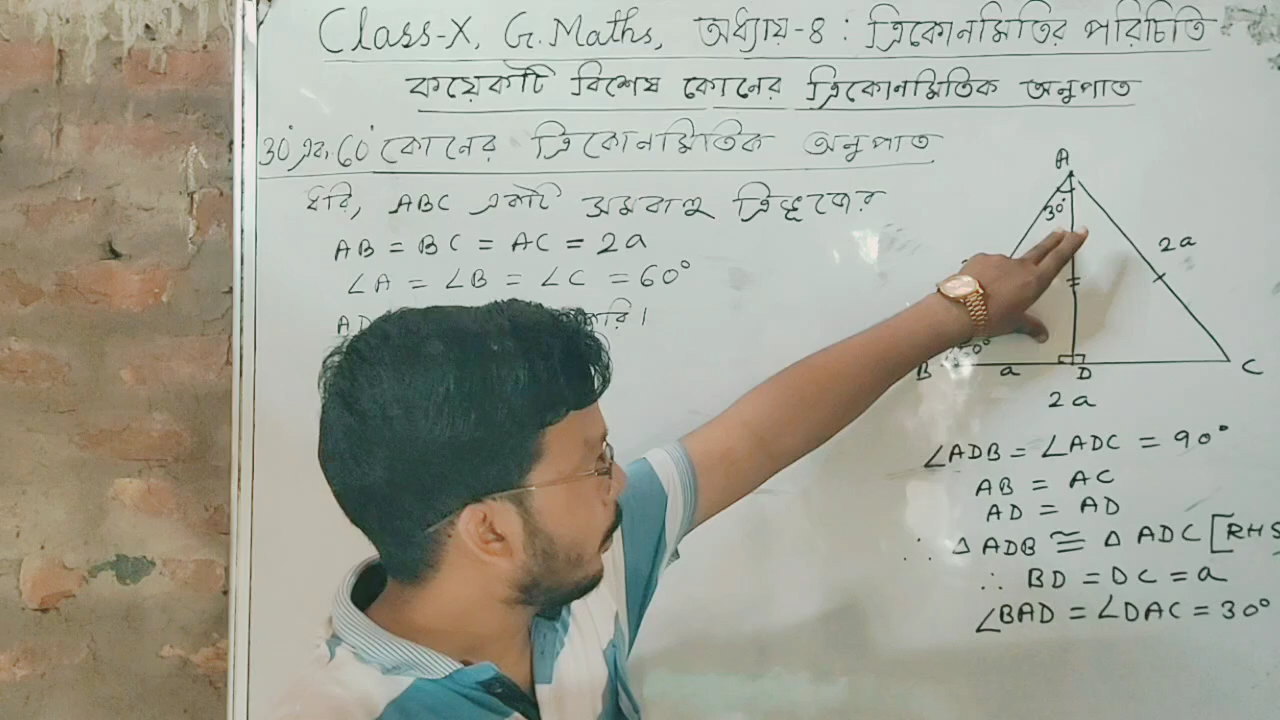 Class-X, G. Maths, অধ্যায়-৪ : ত্রিকোনমিতির পরিচিতি
কয়েকটি বিশেষ কোনের ত্রিকোনমিতিক অনুপাত
30° এবং 60° কোনের ত্রিকোনমিতিক অনুপাত
ধরি, ABC একটি সমবাহু ত্রিভূজের
AB = BC = AC = 2a
∠A = ∠B = ∠C = 60°
A
30°
2a
B a D C
2a
∠ADB = ∠ADC = 90°
AB = AC
AD = AD
∴ Δ ADB ≅ Δ ADC [RHS
∴ BD = DC = a
∠BAD = ∠DAC = 30°